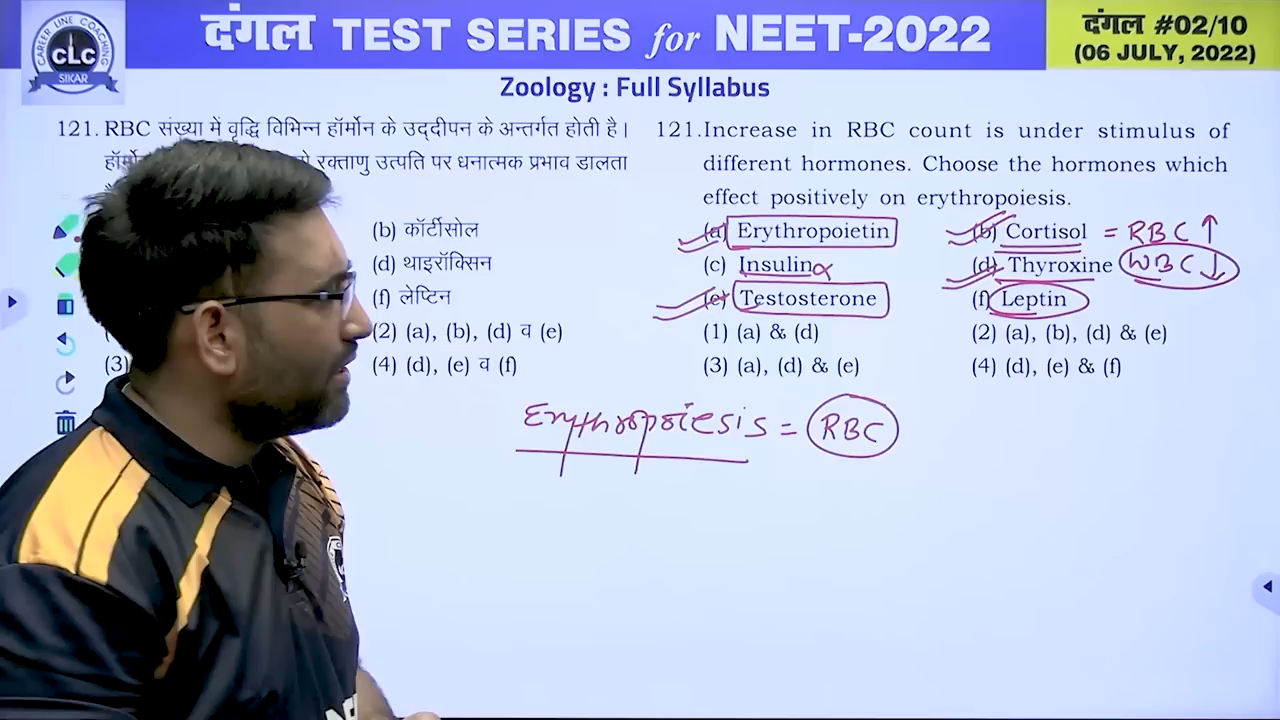 CAREER LINE COACHING
CLC
SIKAR
दंगल TEST SERIES for NEET-2022
दंगल #02/10
(06 JULY, 2022)
Zoology : Full Syllabus
121. RBC संख्या में वृद्धि विभिन्न हॉर्मोन के उद्दीपन के अन्तर्गत होती है।
रक्ताणु उत्पति पर धनात्मक प्रभाव डालता
(b) कॉर्टीसोल
(d) थाइरॉक्सिन
(f) लेप्टिन
(2) (a), (b), (d) व (e)
(3)
(4) (d), (e) व (f)
121.Increase in RBC count is under stimulus of
different hormones. Choose the hormones which
effect positively on erythropoiesis.
(a) Erythropoietin
(b) Cortisol = RBC ↑
(c) Insulin
(d) Thyroxine WBC ↓
(e) Testosterone
(f) Leptin
(1) (a) & (d)
(2) (a), (b), (d) & (e)
(3) (a), (d) & (e)
(4) (d), (e) & (f)
Erythropoiesis = RBC